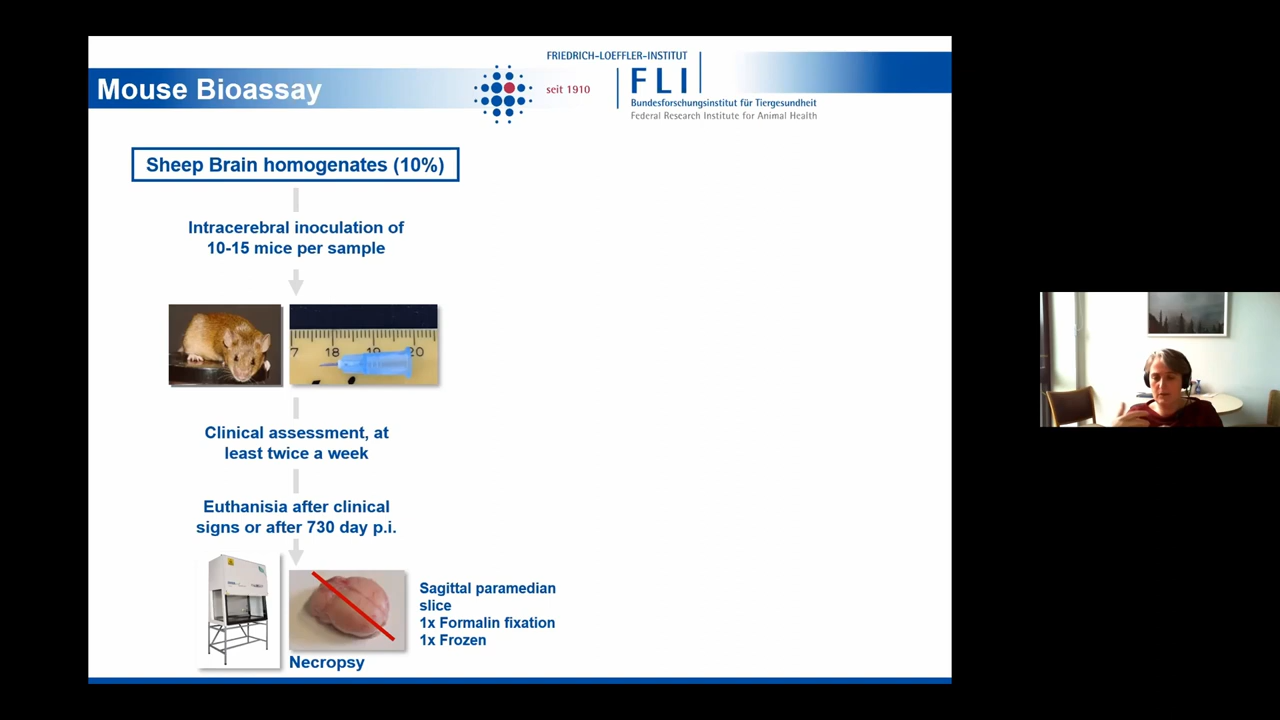 Mouse Bioassay
FRIEDRICH-LOEFFLER-INSTITUT
seit 1910
FLI
Bundesforschungsinstitut für Tiergesundheit
Federal Research Institute for Animal Health
Sheep Brain homogenates (10%)
Intracerebral inoculation of
10-15 mice per sample
7 18 19 20
Clinical assessment, at
least twice a week
Euthanisia after clinical
signs or after 730 day p.i.
Sagittal paramedian
slice
1x Formalin fixation
1x Frozen
Necropsy